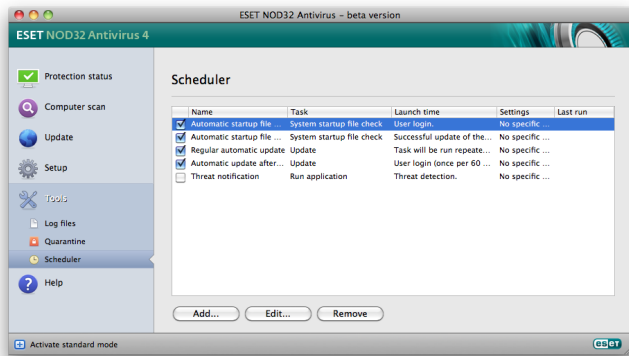 ESET NOD32 Antivirus – beta version
ESET NOD32 Antivirus 4
Protection status
Computer scan
Update
Setup
Tools
Log files
Quarantine
Scheduler
Help
Scheduler
Name Task Launch time Settings Last run
Automatic startup file ... System startup file check User login. No specific ...
Automatic startup file ... System startup file check Successful update of the... No specific ...
Regular automatic update Update Task will be run repeate... No specific ...
Automatic update after... Update User login (once per 60 ... No specific ...
Threat notification Run application Threat detection. No specific ...
Add... Edit... Remove
Activate standard mode
eseT